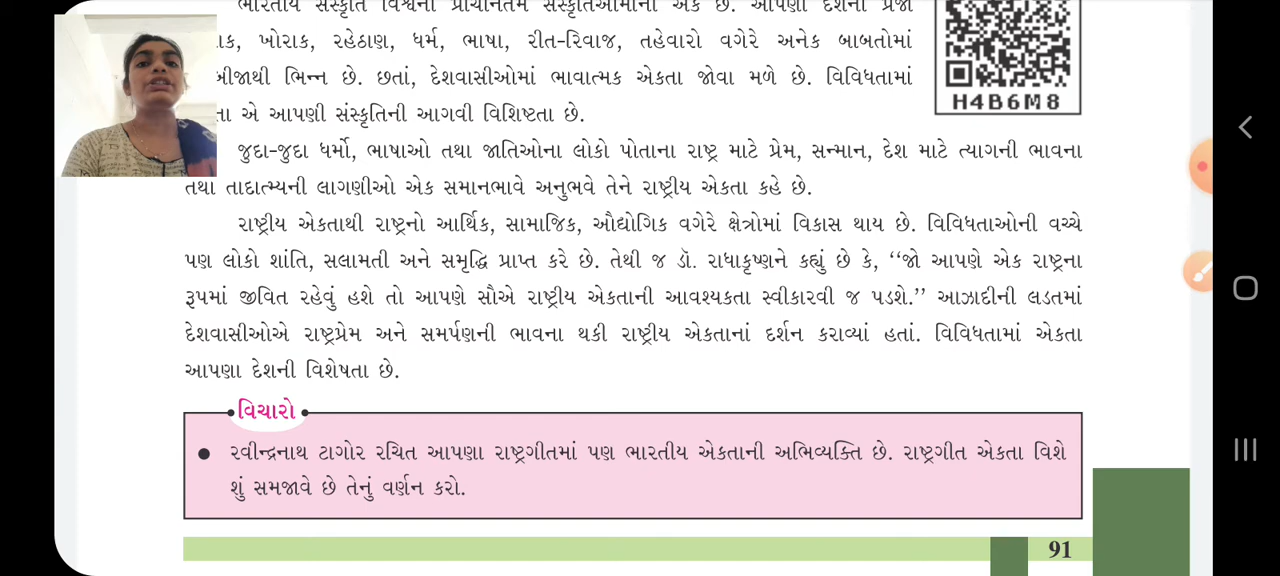 ભારતીય સંસ્કૃતિ વિશ્વની પ્રાચીનતમ સંસ્કૃતિઓમાંની એક છે. આપણા દેશની પ્રજા
ખોરાક, રહેઠાણ, ધર્મ, ભાષા, રીત-રિવાજ, તહેવારો વગેરે અનેક બાબતોમાં
ભિન્ન છે. છતાં, દેશવાસીઓમાં ભાવાત્મક એકતા જોવા મળે છે. વિવિધતામાં
એ આપણી સંસ્કૃતિની આગવી વિશિષ્ટતા છે.
H4B6M8
જુદા-જુદા ધર્મો, ભાષાઓ તથા જાતિઓના લોકો પોતાના રાષ્ટ્ર માટે પ્રેમ, સન્માન, દેશ માટે ત્યાગની ભાવના
તથા તાદાત્મ્યની લાગણીઓ એક સમાનભાવે અનુભવે તેને રાષ્ટ્રીય એકતા કહે છે.
રાષ્ટ્રીય એકતાથી રાષ્ટ્રનો આર્થિક, સામાજિક, ઔદ્યોગિક વગેરે ક્ષેત્રોમાં વિકાસ થાય છે. વિવિધતાઓની વચ્ચે
પણ લોકો શાંતિ, સલામતી અને સમૃદ્ધિ પ્રાપ્ત કરે છે. તેથી જ ડૉ. રાધાકૃષ્ણને કહ્યું છે કે, ‘‘જો આપણે એક રાષ્ટ્રના
રૂપમાં જીવિત રહેવું હશે તો આપણે સૌએ રાષ્ટ્રીય એકતાની આવશ્યકતા સ્વીકારવી જ પડશે.’’ આઝાદીની લડતમાં
દેશવાસીઓએ રાષ્ટ્રપ્રેમ અને સમર્પણની ભાવના થકી રાષ્ટ્રીય એકતાનાં દર્શન કરાવ્યાં હતાં. વિવિધતામાં એકતા
આપણા દેશની વિશેષતા છે.
વિચારો
● રવીન્દ્રનાથ ટાગોર રચિત આપણા રાષ્ટ્રગીતમાં પણ ભારતીય એકતાની અભિવ્યક્તિ છે. રાષ્ટ્રગીત એકતા વિશે
શું સમજાવે છે તેનું વર્ણન કરો.
91